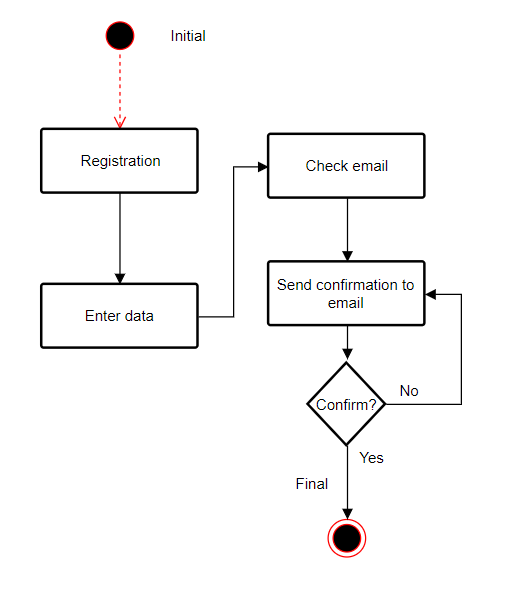 Initial
Registration
Enter data
Check email
Send confirmation to
email
Confirm?
No
Yes
Final